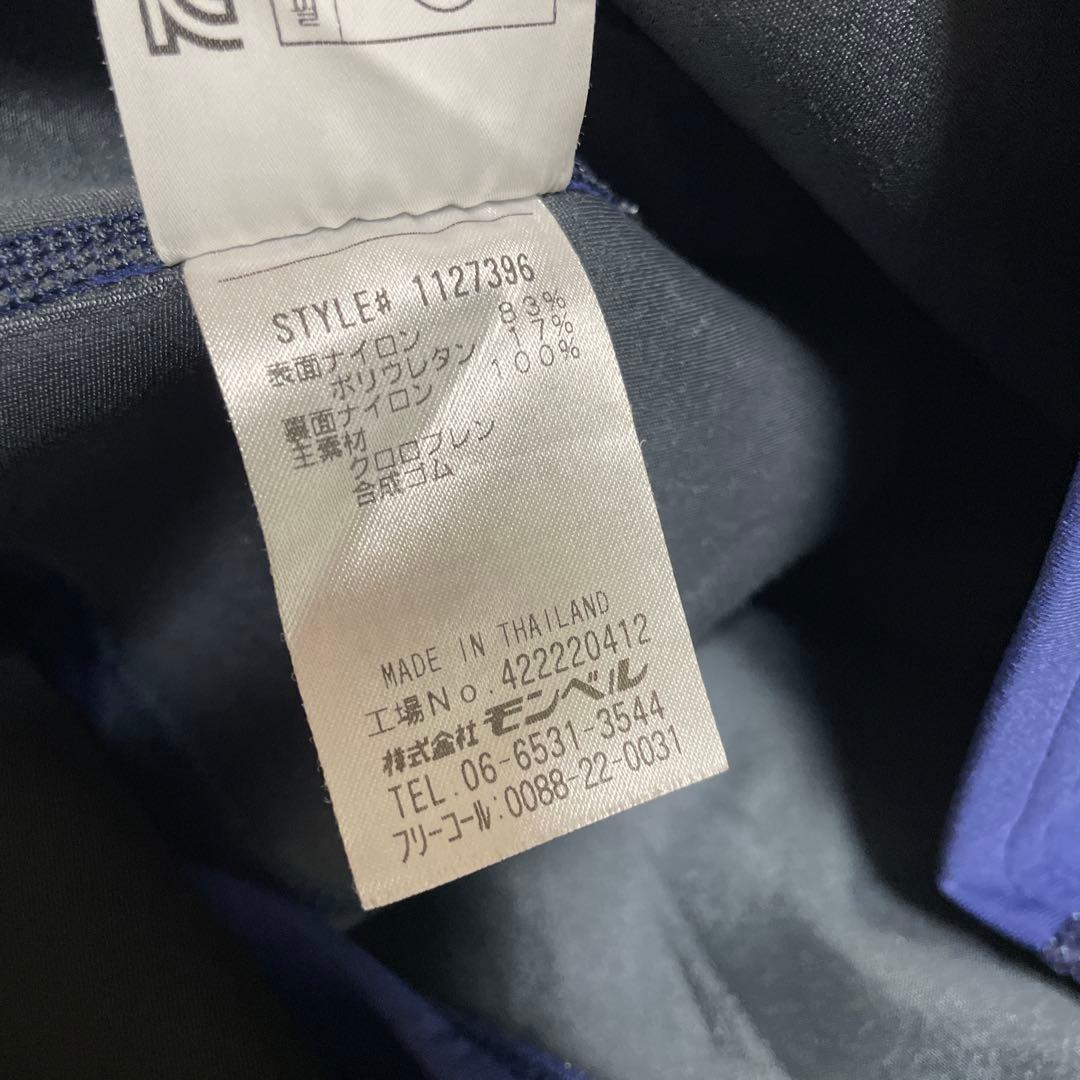 STYLE# 1127396
表面ナイロン 83%
ポリウレタン 17%
裏面ナイロン 100%
主素材
クロロプレン
合成ゴム
MADE IN THAILAND
工場No.422220412
株式会社 モンベル
TEL.06-6531-3544
フリーコール:0088-22-0031